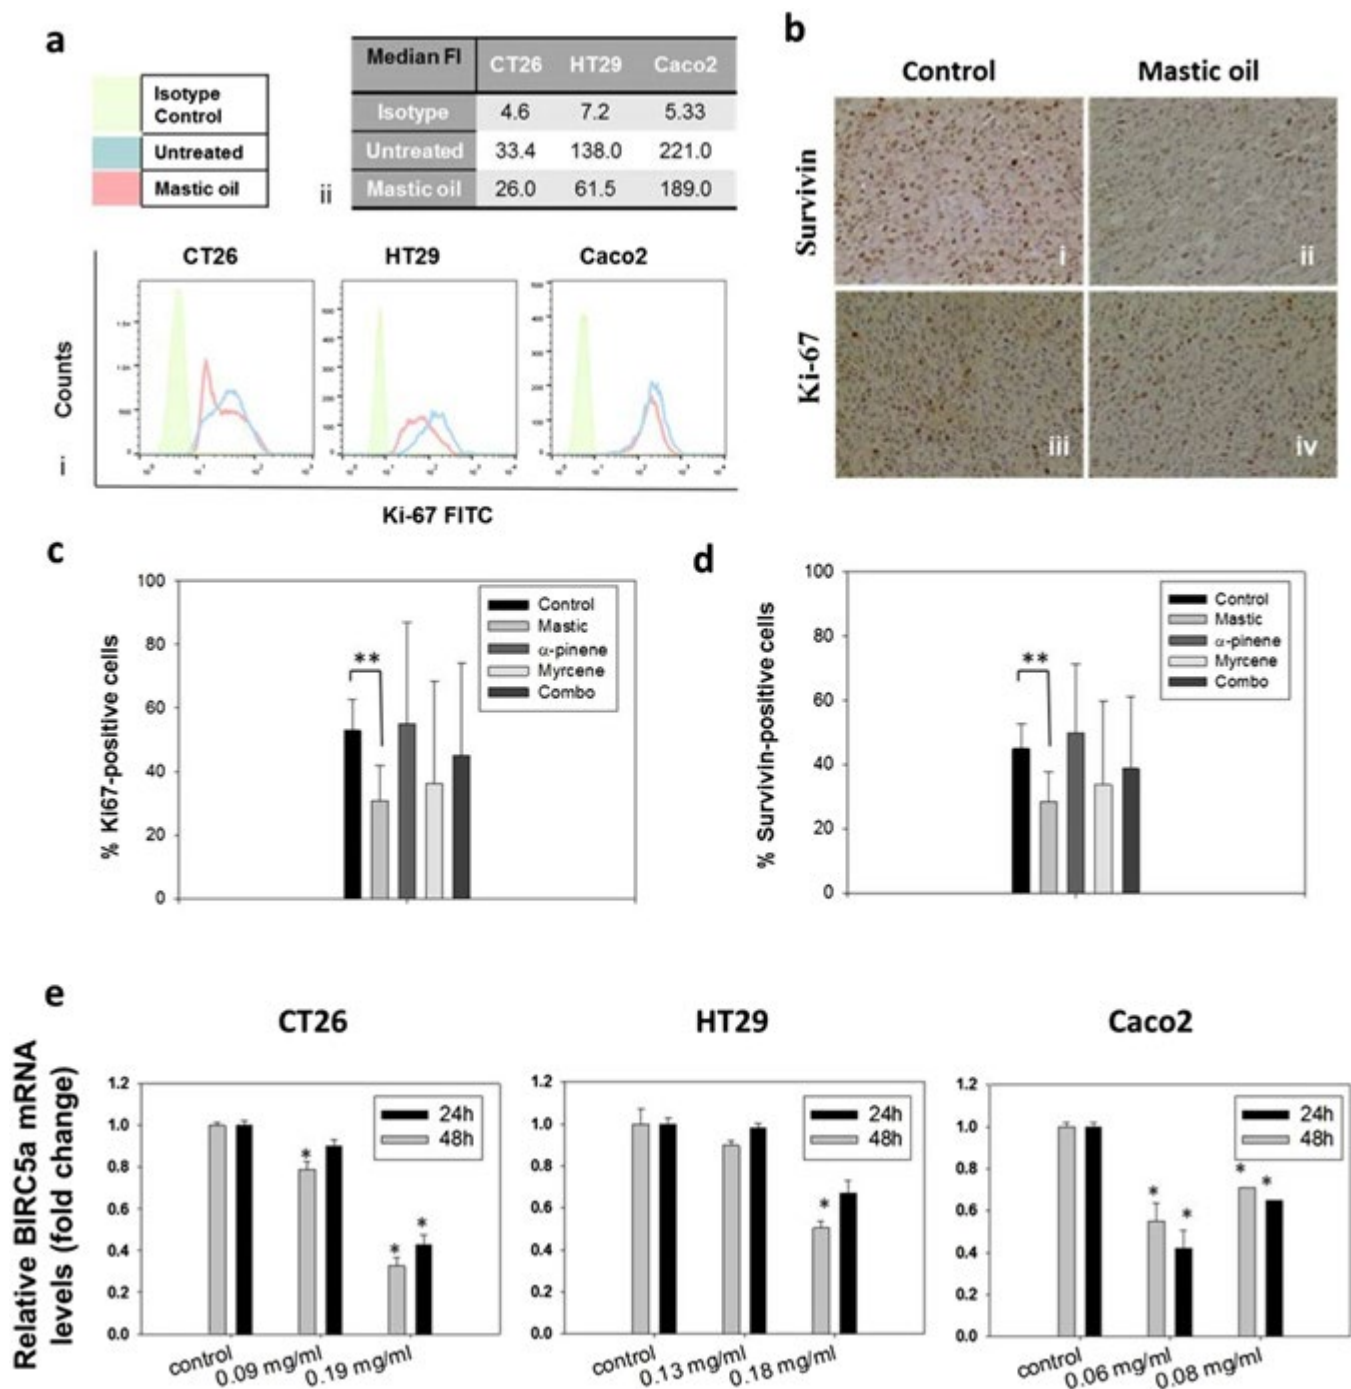 a
Isotype
Control
Untreated
Mastic oil
ii
Median FI CT26 HT29 Caco2
Isotype 4.6 7.2 5.33
Untreated 33.4 138.0 221.0
Mastic oil 26.0 61.5 189.0
CT26 HT29 Caco2
Counts
i
Ki-67 FITC
b
Control Mastic oil
Survivin
i ii
Ki-67
iii iv
c
% Ki67-positive cells
100
80
60
40
20
0
**
Control
Mastic
α-pinene
Myrcene
Combo
d
% Survivin-positive cells
100
80
60
40
20
0
**
Control
Mastic
α-pinene
Myrcene
Combo
e
Relative BIRC5a mRNA
levels (fold change)
CT26
1.2
1.0
0.8
0.6
0.4
0.2
0.0
24h
48h
* * *
control 0.09 mg/ml 0.19 mg/ml
HT29
1.2
1.0
0.8
0.6
0.4
0.2
0.0
24h
48h
*
control 0.13 mg/ml 0.18 mg/ml
Caco2
1.2
1.0
0.8
0.6
0.4
0.2
0.0
24h
48h
* * * *
control 0.06 mg/ml 0.08 mg/ml